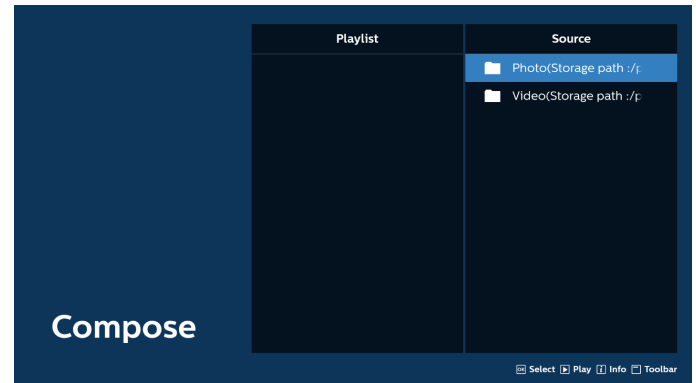 Playlist
Source
Photo(Storage path :/p
Video(Storage path :/p
Compose
OK Select Play i Info Toolbar